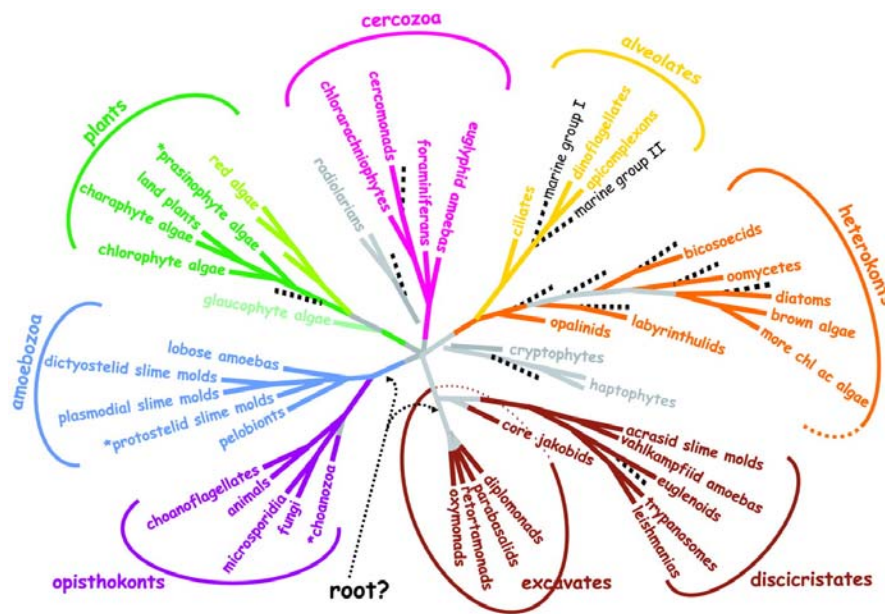 cercozoa
cercomonads
chlorarachniophytes
foraminiferans
euglyphid amoebas
radiolarians
alveolates
marine group I
dinoflagellates
apicomplexans
marine group II
ciliates
plants
*prasinophyte algae
red algae
land plants
charaphyte algae
chlorophyte algae
glaucophyte algae
heterokonts
bicosoecids
oomycetes
diatoms
brown algae
more chl ac algae
labyrinthulids
opalinids
cryptophytes
haptophytes
amoebozoa
lobose amoebas
dictyostelid slime molds
plasmodial slime molds
*protostelid slime molds
pelobionts
opisthokonts
choanoflagellates
animals
microsporidia
fungi
*choanozoa
root?
excavates
core jakobids
diplomonads
parabasalids
retortamonads
oxymonads
discicristates
acrasid slime molds
vahlkampfiid amoebas
euglenoids
trypanosomes
leishmanias